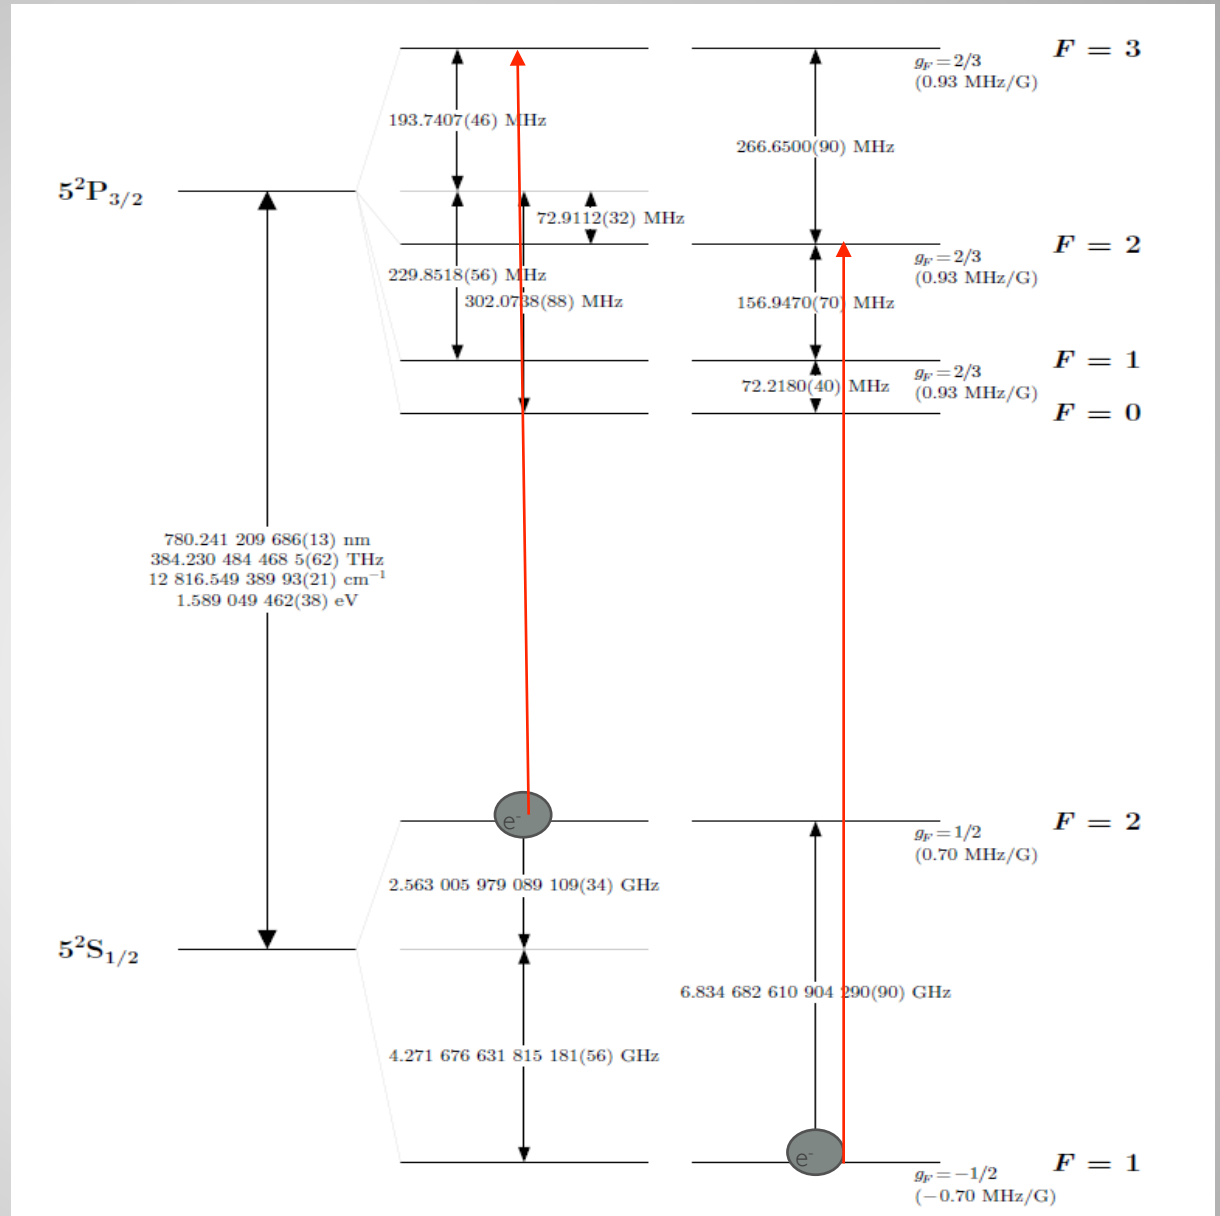 F = 3
g_F = 2/3
(0.93 MHz/G)
193.7407(46) MHz
266.6500(90) MHz
5²P₃/₂
72.9112(32) MHz
F = 2
g_F = 2/3
(0.93 MHz/G)
229.8518(56) MHz
302.0738(88) MHz
156.9470(70) MHz
F = 1
g_F = 2/3
(0.93 MHz/G)
72.2180(40) MHz
F = 0
780.241 209 686(13) nm
384.230 484 468 5(62) THz
12 816.549 389 93(21) cm⁻¹
1.589 049 462(38) eV
e⁻
F = 2
g_F = 1/2
(0.70 MHz/G)
2.563 005 979 089 109(34) GHz
5²S₁/₂
6.834 682 610 904 290(90) GHz
4.271 676 631 815 181(56) GHz
e⁻
F = 1
g_F = −1/2
(−0.70 MHz/G)